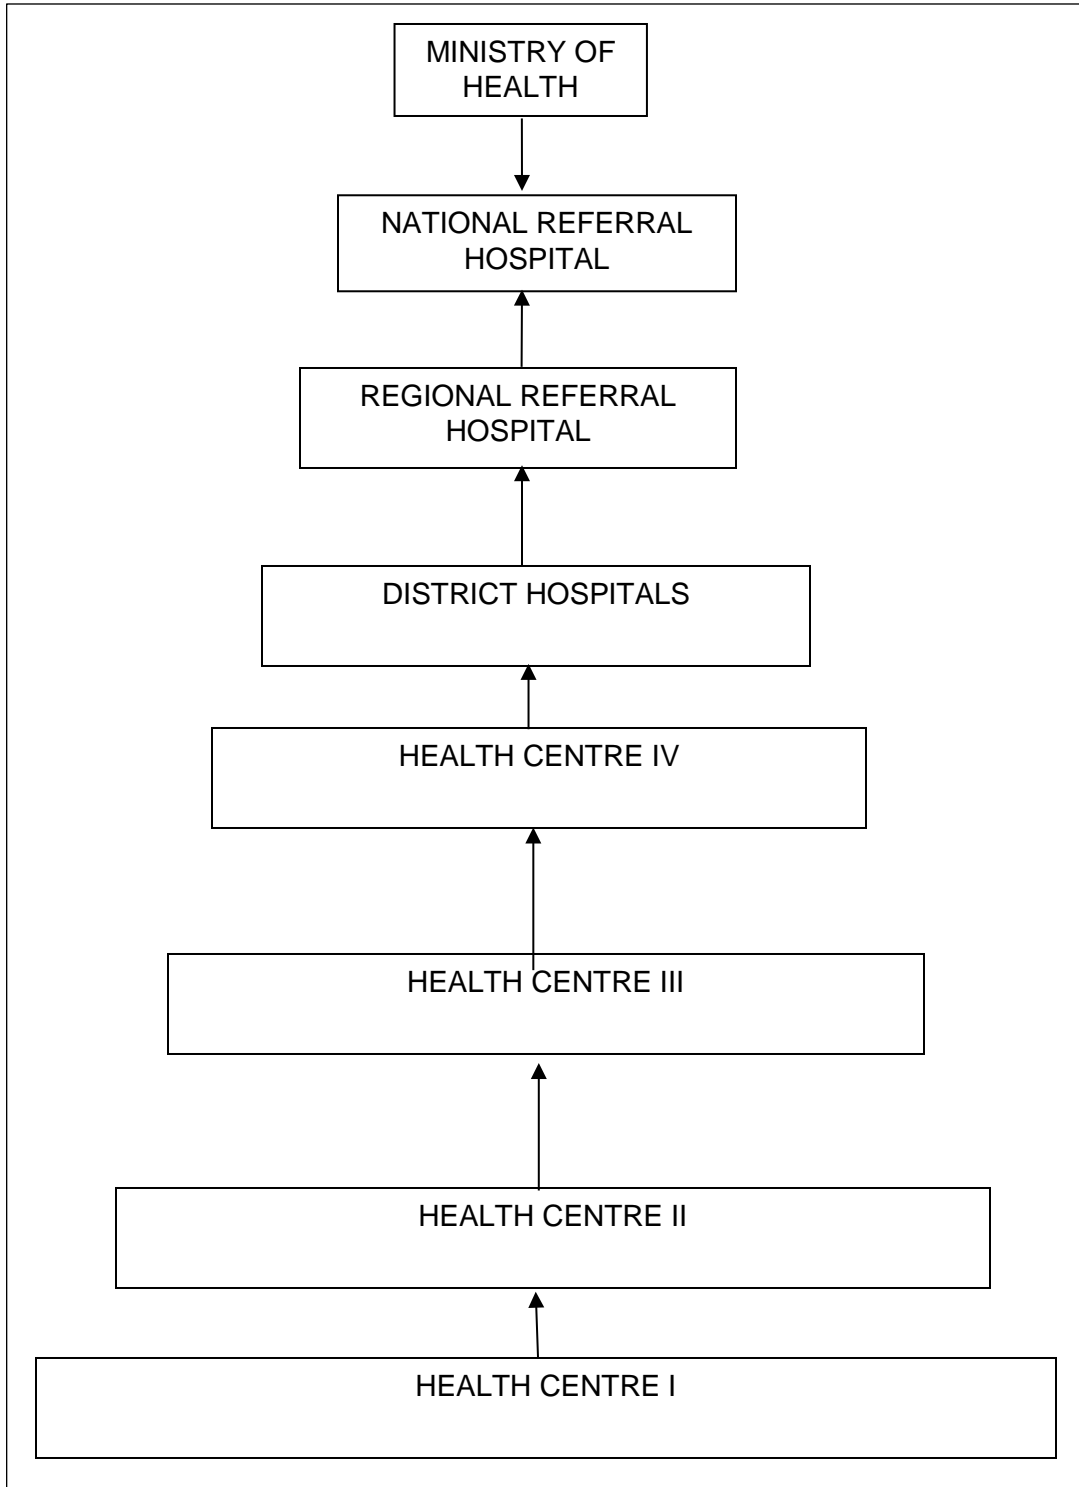 MINISTRY OF
HEALTH
NATIONAL REFERRAL
HOSPITAL
REGIONAL REFERRAL
HOSPITAL
DISTRICT HOSPITALS
HEALTH CENTRE IV
HEALTH CENTRE III
HEALTH CENTRE II
HEALTH CENTRE I